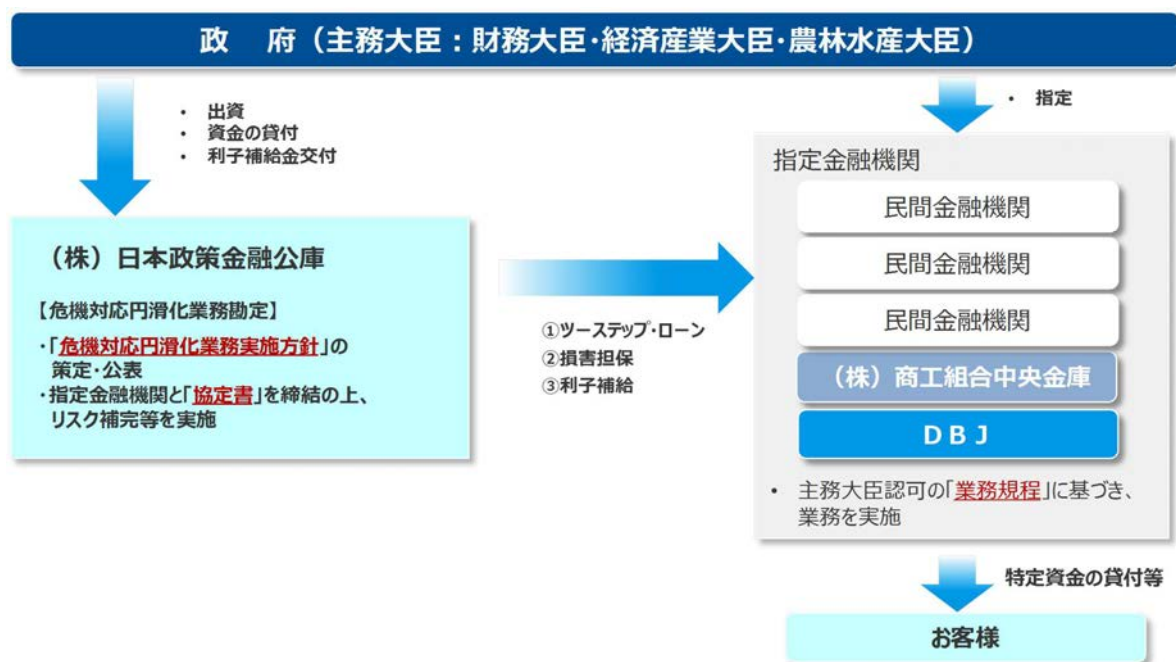 政　府（主務大臣：財務大臣・経済産業大臣・農林水産大臣）
・ 出資
・ 資金の貸付
・ 利子補給金交付
・ 指定
（株）日本政策金融公庫
【危機対応円滑化業務勘定】
・「危機対応円滑化業務実施方針」の
策定・公表
・指定金融機関と「協定書」を締結の上、
リスク補完等を実施
①ツーステップ・ローン
②損害担保
③利子補給
指定金融機関
民間金融機関
民間金融機関
民間金融機関
（株）商工組合中央金庫
ＤＢＪ
・ 主務大臣認可の「業務規程」に基づき、
業務を実施
特定資金の貸付等
お客様